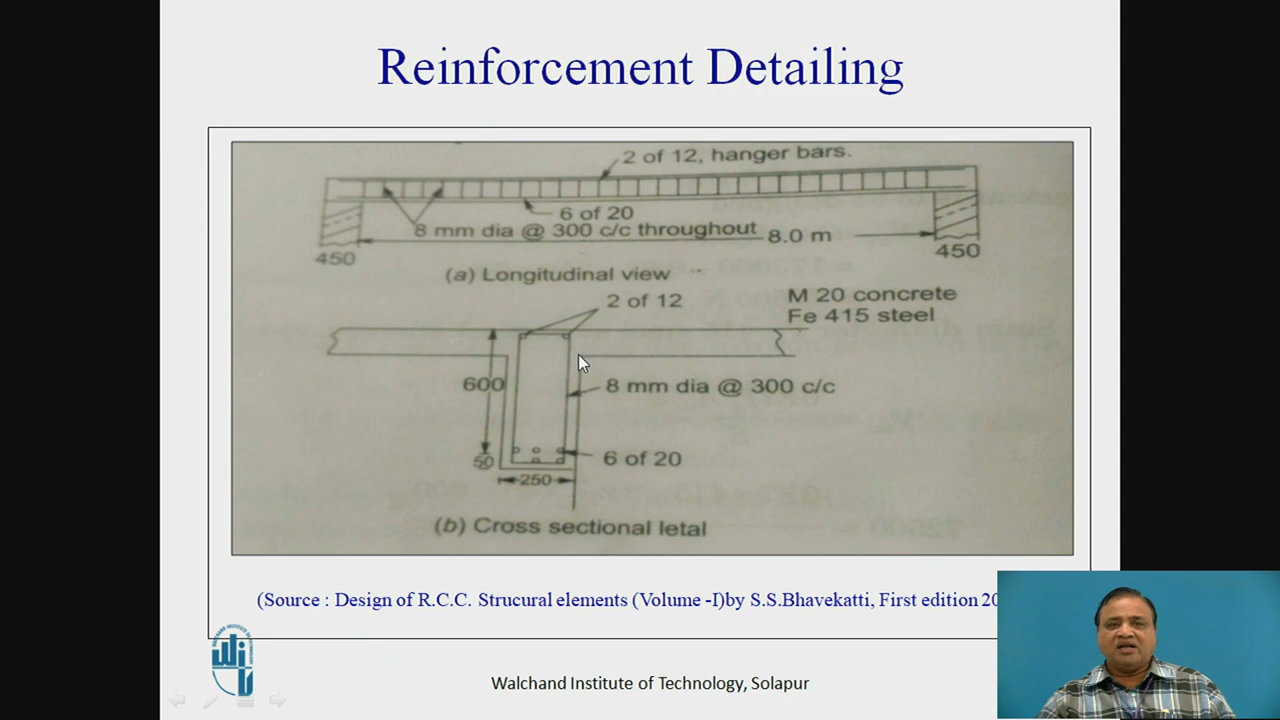 Reinforcement Detailing
2 of 12, hanger bars.
6 of 20
8 mm dia @ 300 c/c throughout
8.0 m
450
450
(a) Longitudinal view
2 of 12
M 20 concrete
Fe 415 steel
600
8 mm dia @ 300 c/c
50
6 of 20
250
(b) Cross sectional letal
(Source : Design of R.C.C. Strucural elements (Volume -I)by S.S.Bhavekatti, First edition 20
Walchand Institute of Technology, Solapur